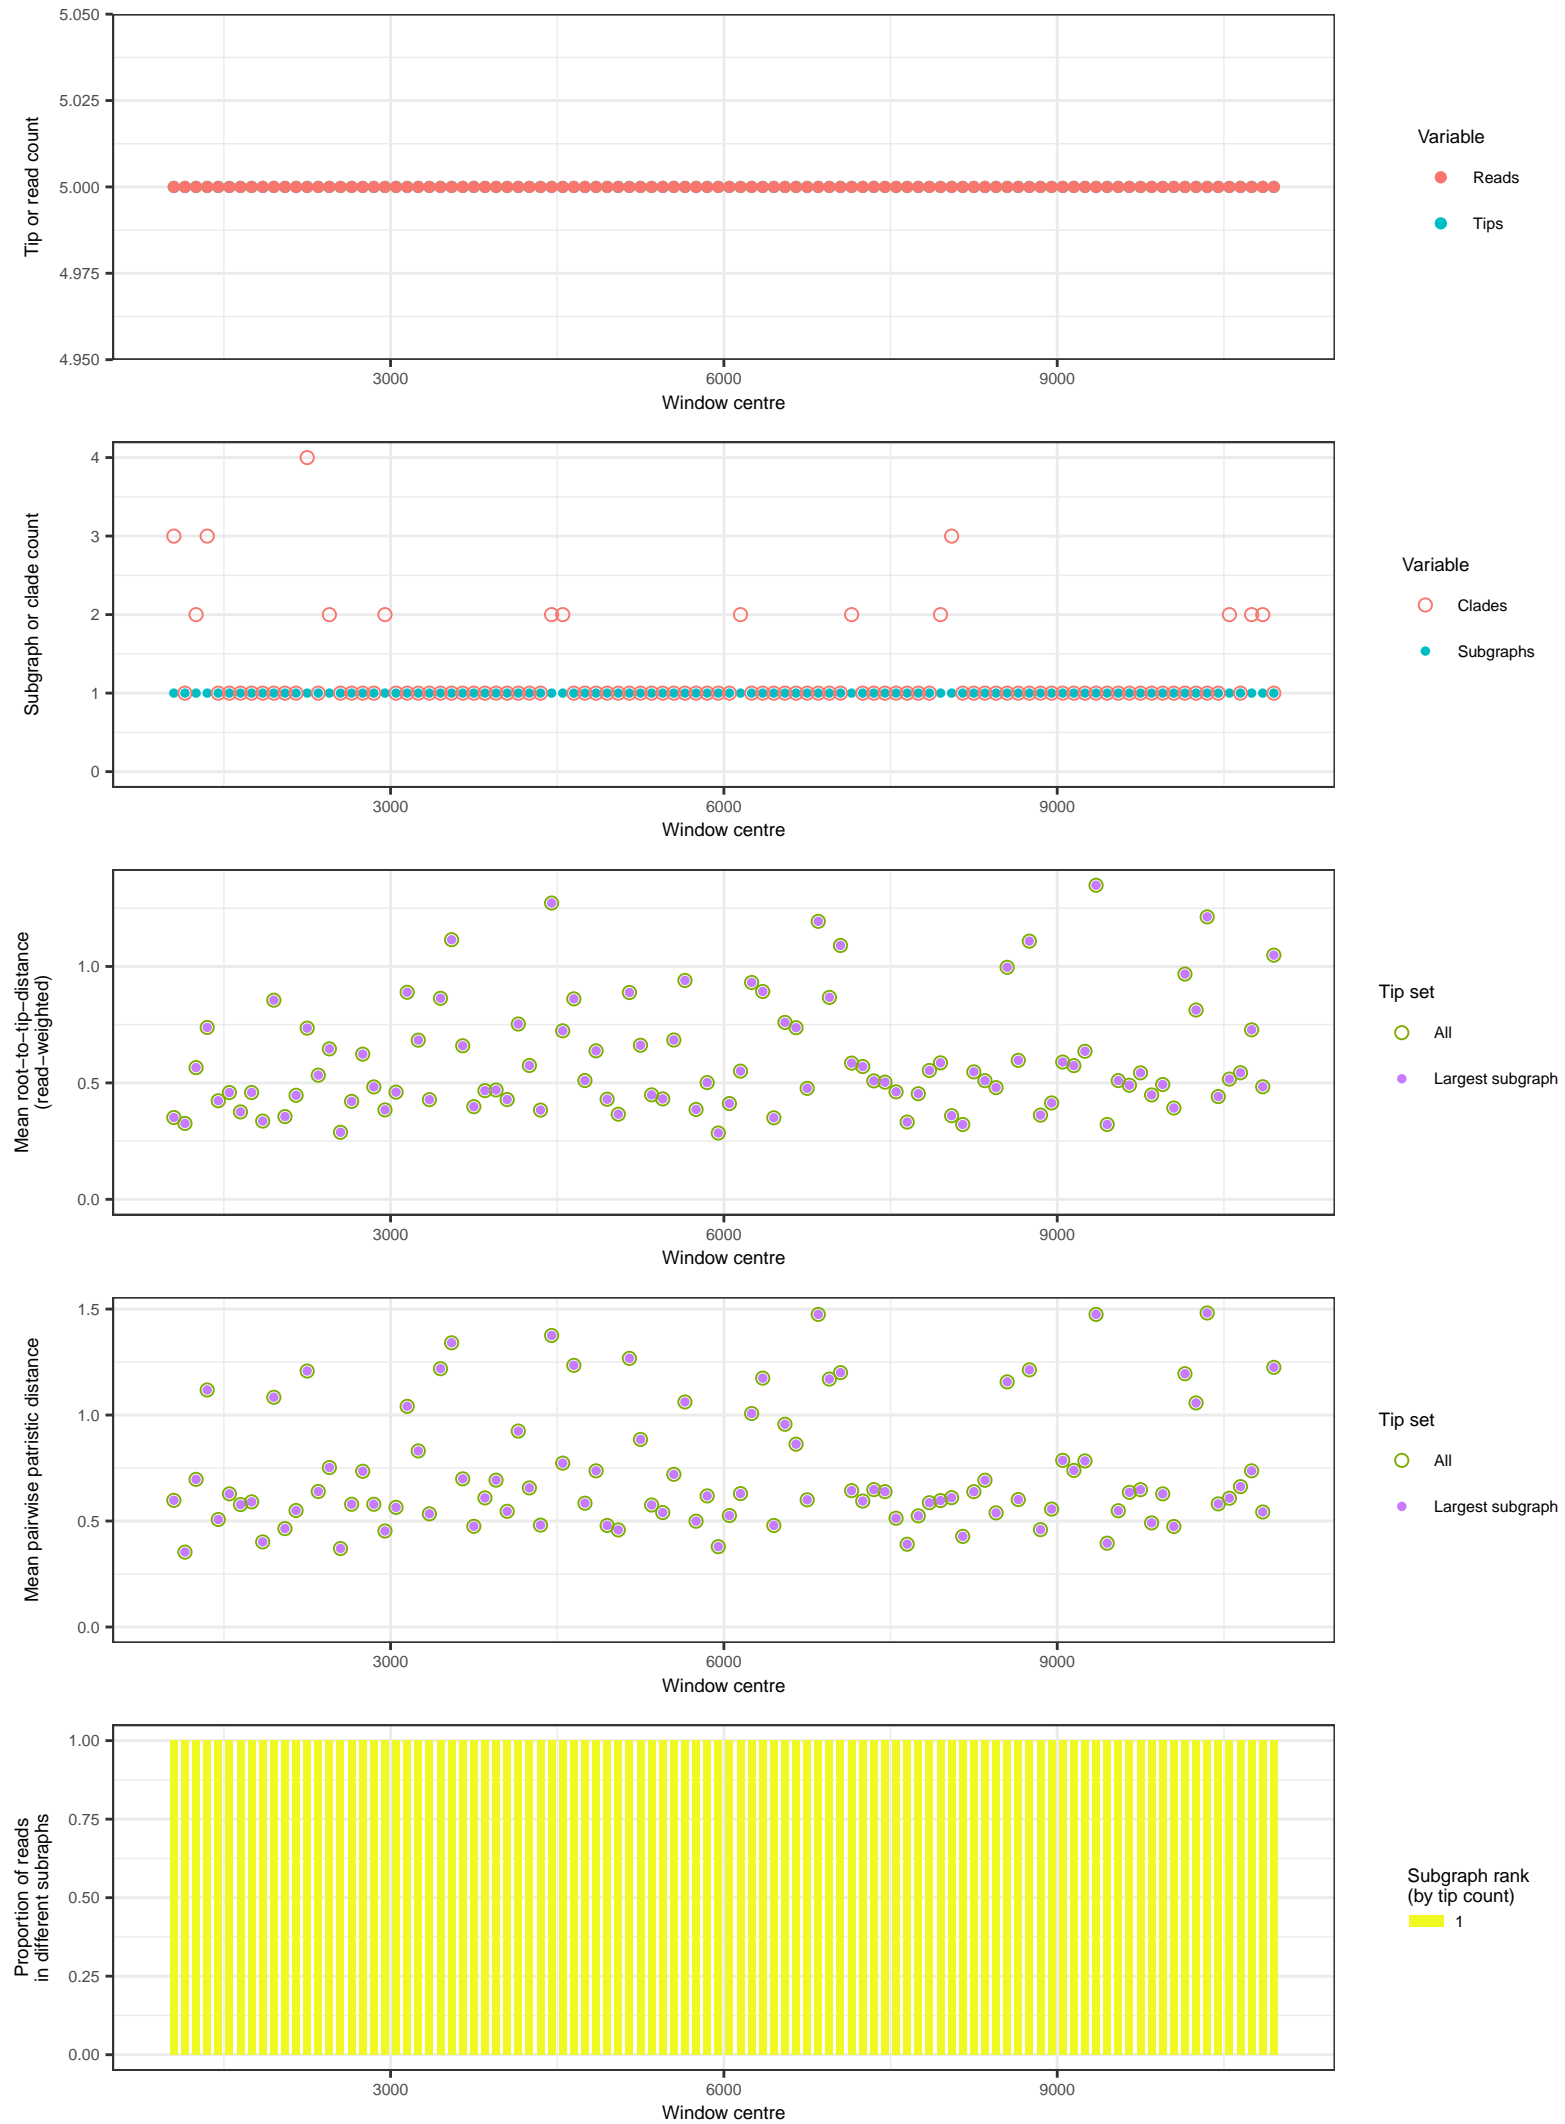 5.050
5.025
5.000
4.975
4.950
Tip or read count
3000
6000
9000
Window centre
Variable
Reads
Tips
4
3
2
1
0
Subgraph or clade count
3000
6000
9000
Window centre
Variable
Clades
Subgraphs
1.0
0.5
0.0
Mean root−to−tip−distance
(read−weighted)
3000
6000
9000
Window centre
Tip set
All
Largest subgraph
1.5
1.0
0.5
0.0
Mean pairwise patristic distance
3000
6000
9000
Window centre
Tip set
All
Largest subgraph
1.00
0.75
0.50
0.25
0.00
Proportion of reads
in different subraphs
3000
6000
9000
Window centre
Subgraph rank
(by tip count)
1